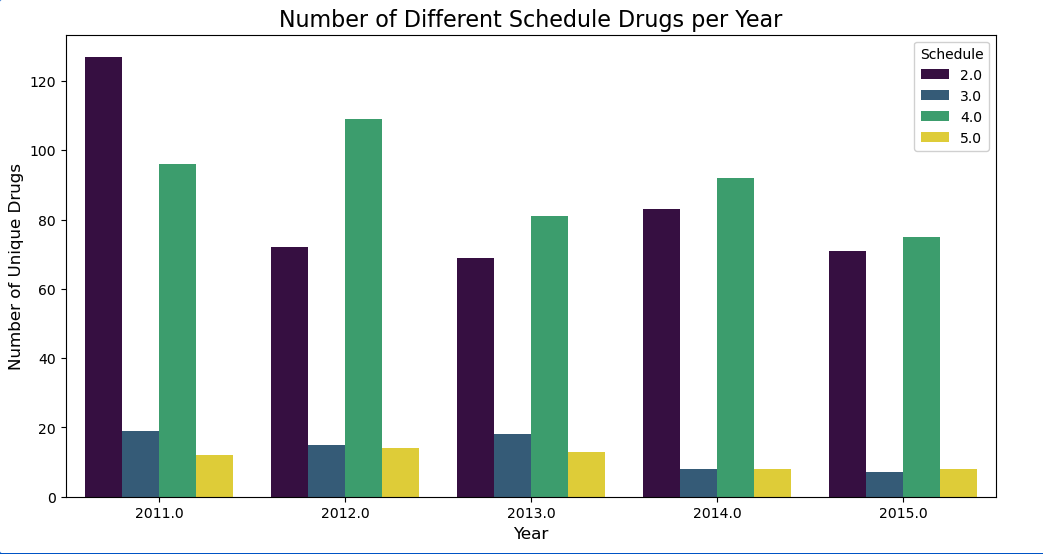 Number of Different Schedule Drugs per Year
Schedule
2.0
3.0
4.0
5.0
Number of Unique Drugs
120
100
80
60
40
20
0
2011.0 2012.0 2013.0 2014.0 2015.0
Year